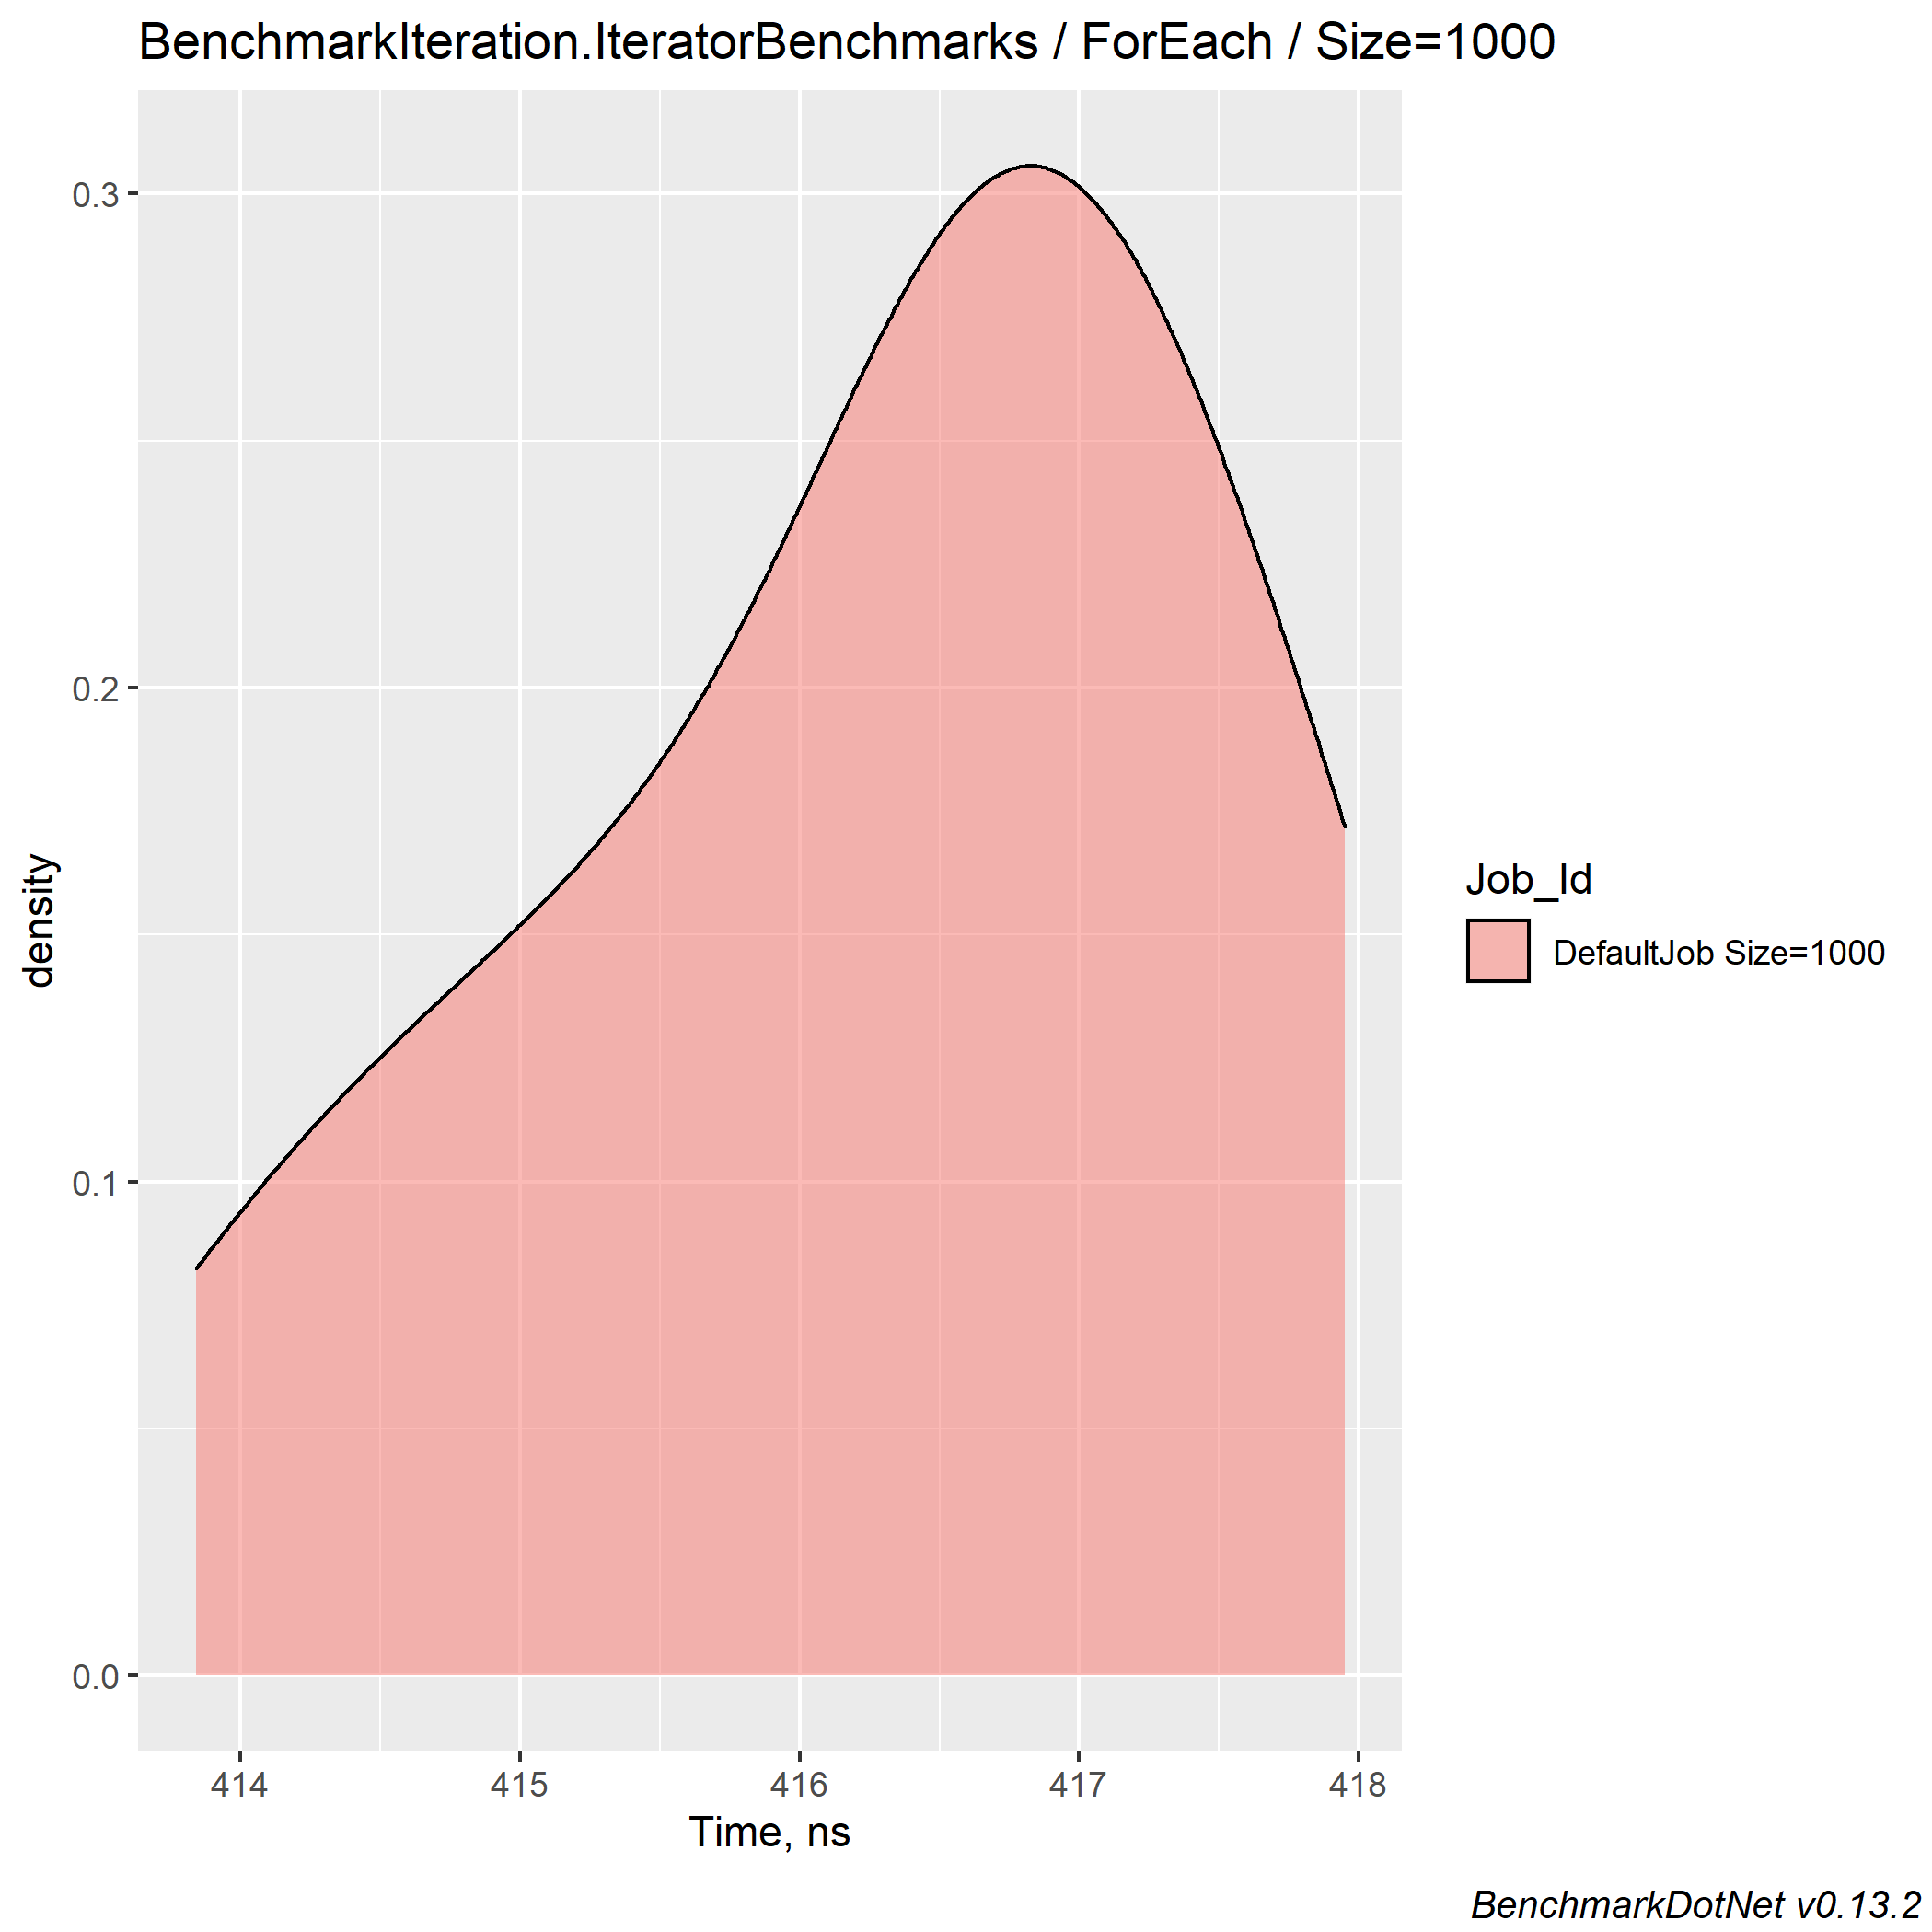 BenchmarkIteration.IteratorBenchmarks / ForEach / Size=1000
0.3
0.2
0.1
0.0
density
414 415 416 417 418
Time, ns
Job_Id
DefaultJob Size=1000
BenchmarkDotNet v0.13.2